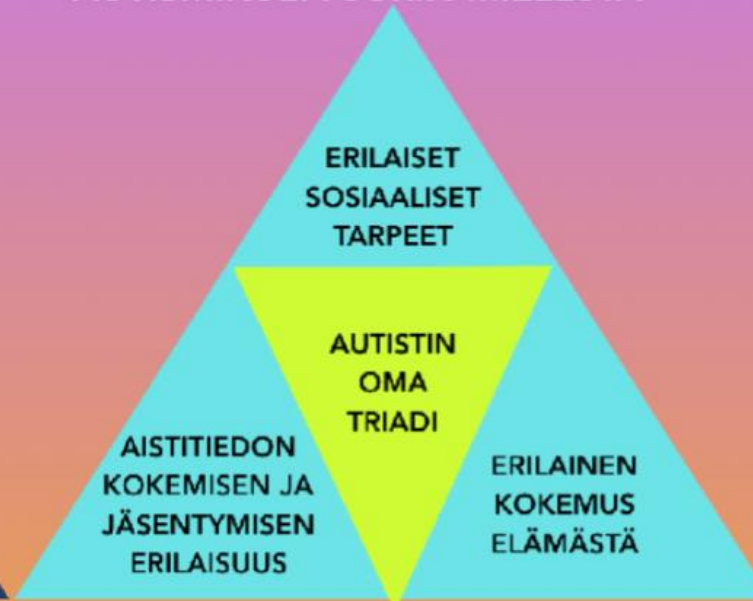 ERILAISET
SOSIAALISET
TARPEET
AUTISTIN
OMA
TRIADI
AISTITIEDON
KOKEMISEN JA
JÄSENTYMISEN
ERILAISUUS
ERILAINEN
KOKEMUS
ELÄMÄSTÄ